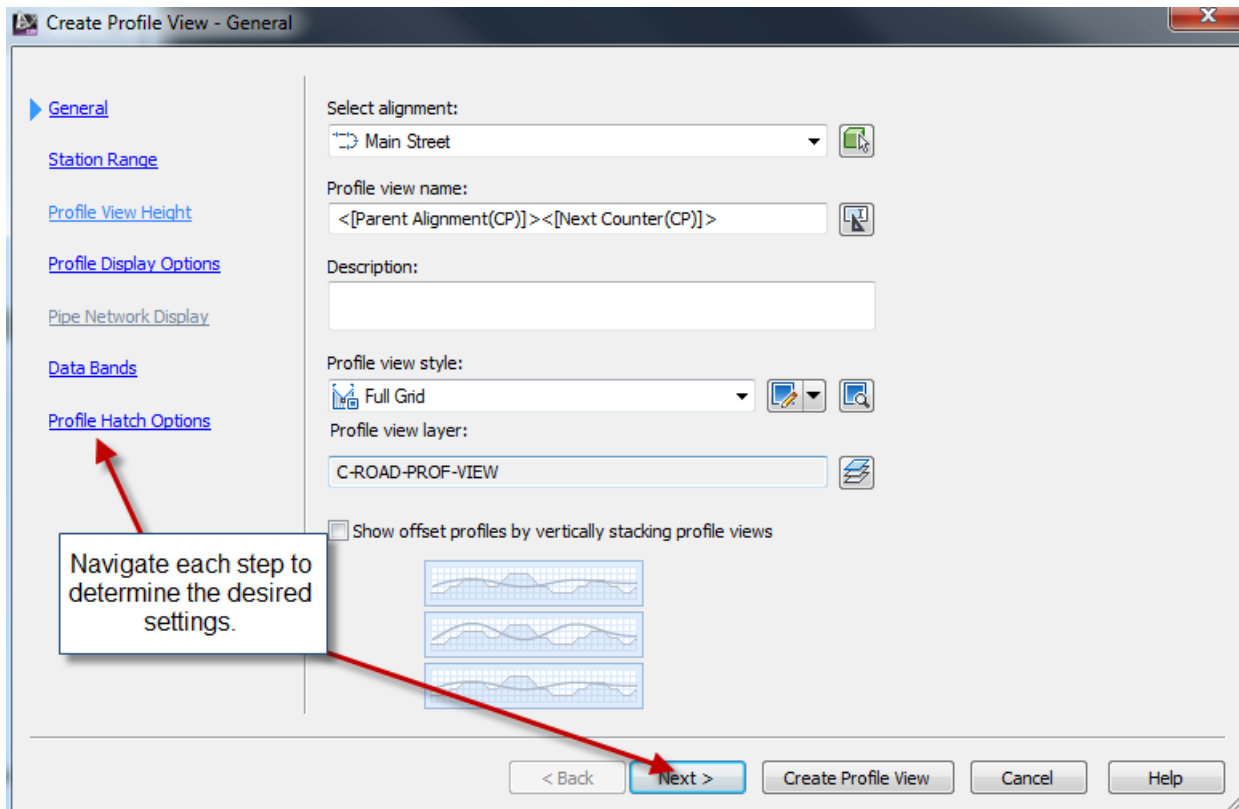 Create Profile View - General
General
Station Range
Profile View Height
Profile Display Options
Pipe Network Display
Data Bands
Profile Hatch Options
Navigate each step to
determine the desired
settings.
Select alignment:
Main Street
Profile view name:
<[Parent Alignment(CP)]><[Next Counter(CP)]>
Description:
Profile view style:
Full Grid
Profile view layer:
C-ROAD-PROF-VIEW
Show offset profiles by vertically stacking profile views
< Back
Next >
Create Profile View
Cancel
Help